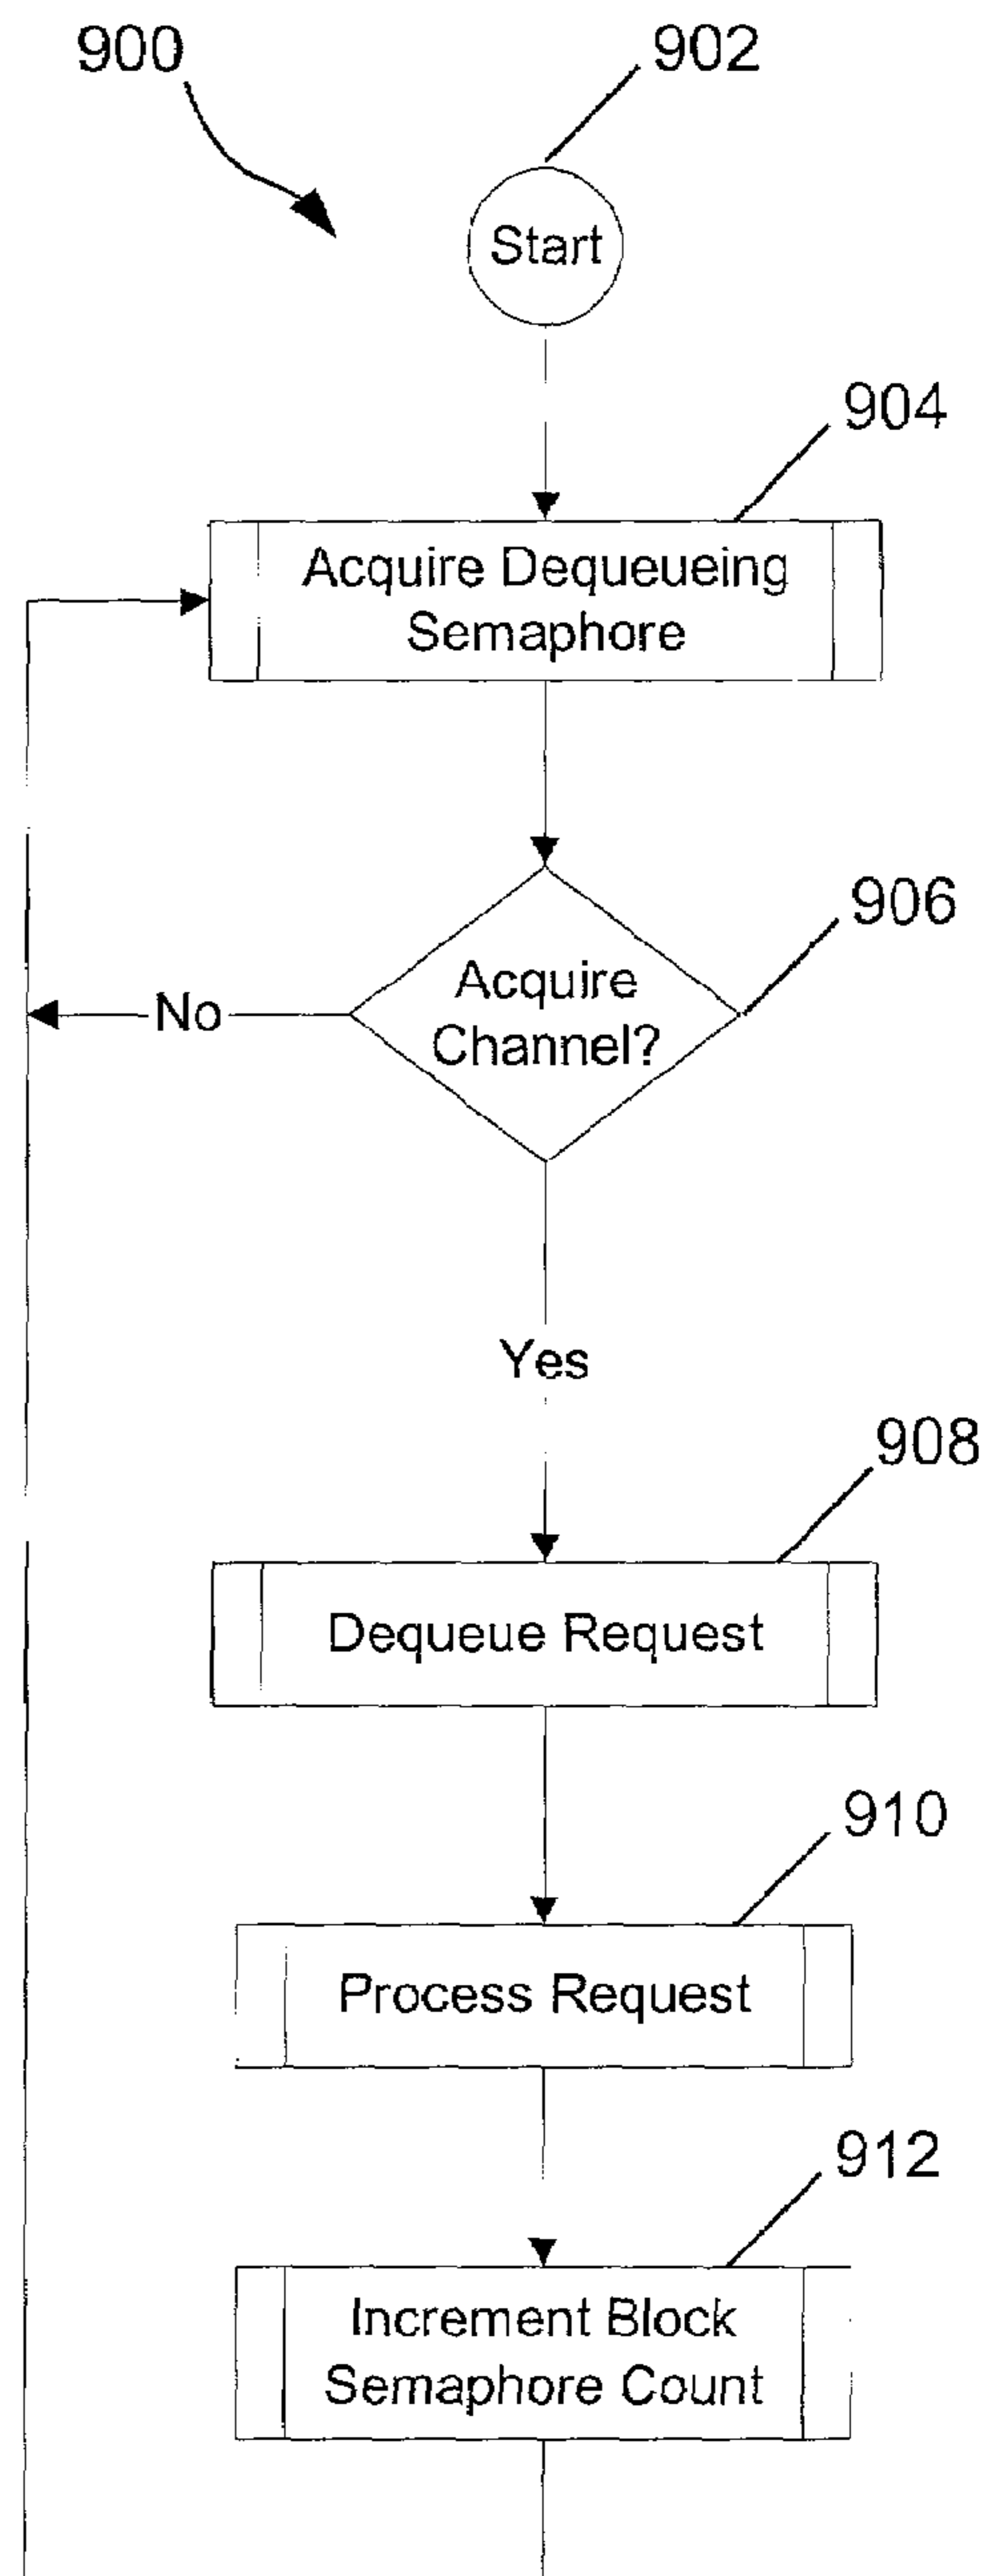 900
902
Start
904
Acquire Dequeueing
Semaphore
906
Acquire
Channel?
No
Yes
908
Dequeue Request
910
Process Request
912
Increment Block
Semaphore Count